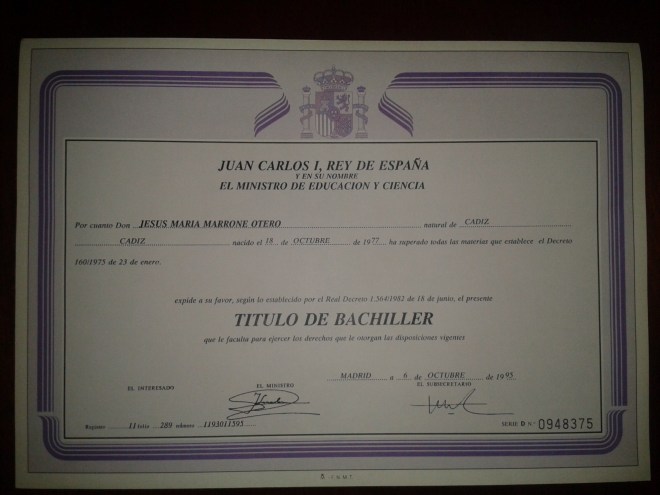 JUAN CARLOS I, REY DE ESPAÑA
Y EN SU NOMBRE
EL MINISTRO DE EDUCACION Y CIENCIA
Por cuanto Don JESUS MARIA MARRONE OTERO natural de CADIZ
CADIZ nacido el 18 de OCTUBRE de 1977 ha superado todas las materias que establece el Decreto
160/1975 de 23 de enero.
expide a su favor, según lo establecido por el Real Decreto 1.564/1982 de 18 de junio, el presente
TITULO DE BACHILLER
que le faculta para ejercer los derechos que le otorgan las disposiciones vigentes
MADRID a 6 de OCTUBRE de 1995
EL INTERESADO EL MINISTRO EL SUBSECRETARIO
Registro 11 folio 289 número 1193011395 SERIE D N.º 0948375
F.N.M.T.